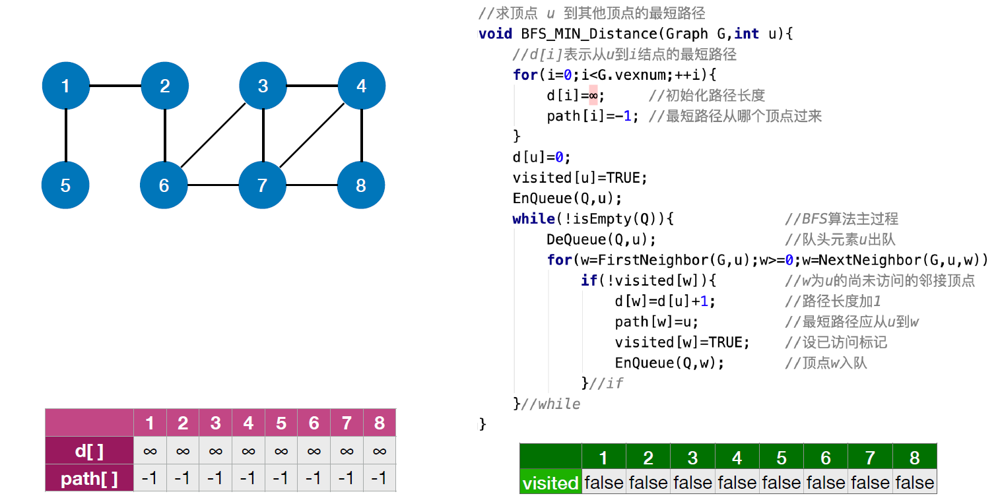 1 2 3 4
5 6 7 8
//求顶点 u 到其他顶点的最短路径
void BFS_MIN_Distance(Graph G,int u){
//d[i]表示从u到i结点的最短路径
for(i=0;i<G.vexnum;++i){
d[i]=∞; //初始化路径长度
path[i]=-1; //最短路径从哪个顶点过来
}
d[u]=0;
visited[u]=TRUE;
EnQueue(Q,u);
while(!isEmpty(Q)){ //BFS算法主过程
DeQueue(Q,u); //队头元素u出队
for(w=FirstNeighbor(G,u);w>=0;w=NextNeighbor(G,u,w))
if(!visited[w]){ //w为u的尚未访问的邻接顶点
d[w]=d[u]+1; //路径长度加1
path[w]=u; //最短路径应从u到w
visited[w]=TRUE; //设已访问标记
EnQueue(Q,w); //顶点w入队
}//if
}//while
}
1 2 3 4 5 6 7 8
d[ ] ∞ ∞ ∞ ∞ ∞ ∞ ∞ ∞
path[ ] -1 -1 -1 -1 -1 -1 -1 -1
1 2 3 4 5 6 7 8
visited false false false false false false false false